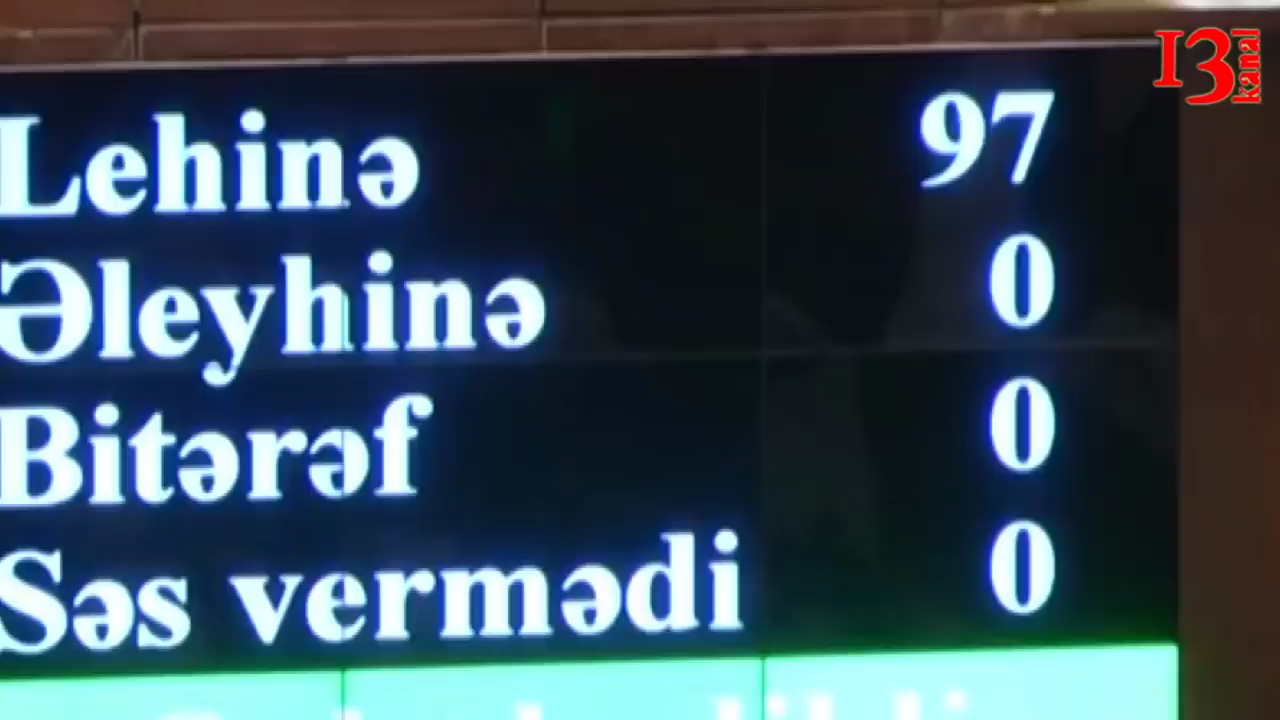 13 kanal
Lehinə 97
Əleyhinə 0
Bitərəf 0
Səs vermədi 0